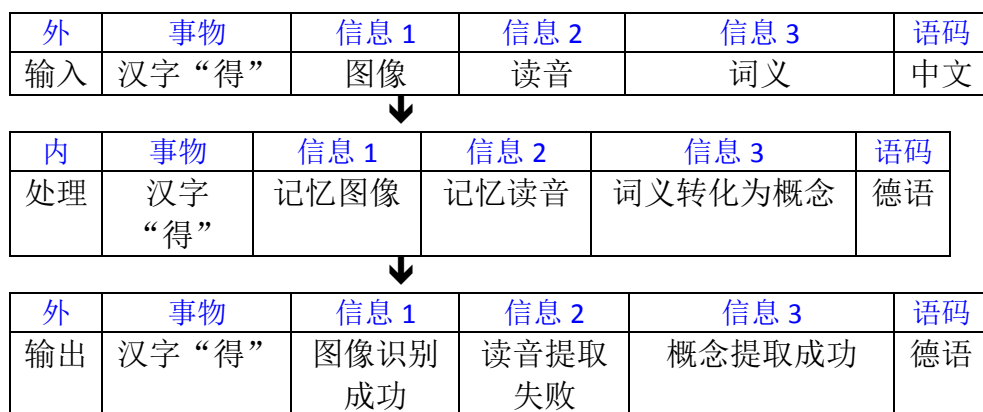 外 事物 信息 1 信息 2 信息 3 语码
输入 汉字“得” 图像 读音 词义 中文
内 事物 信息 1 信息 2 信息 3 语码
处理 汉字 记忆图像 记忆读音 词义转化为概念 德语
“得”
外 事物 信息 1 信息 2 信息 3 语码
输出 汉字“得” 图像识别 读音提取 概念提取成功 德语
成功 失败